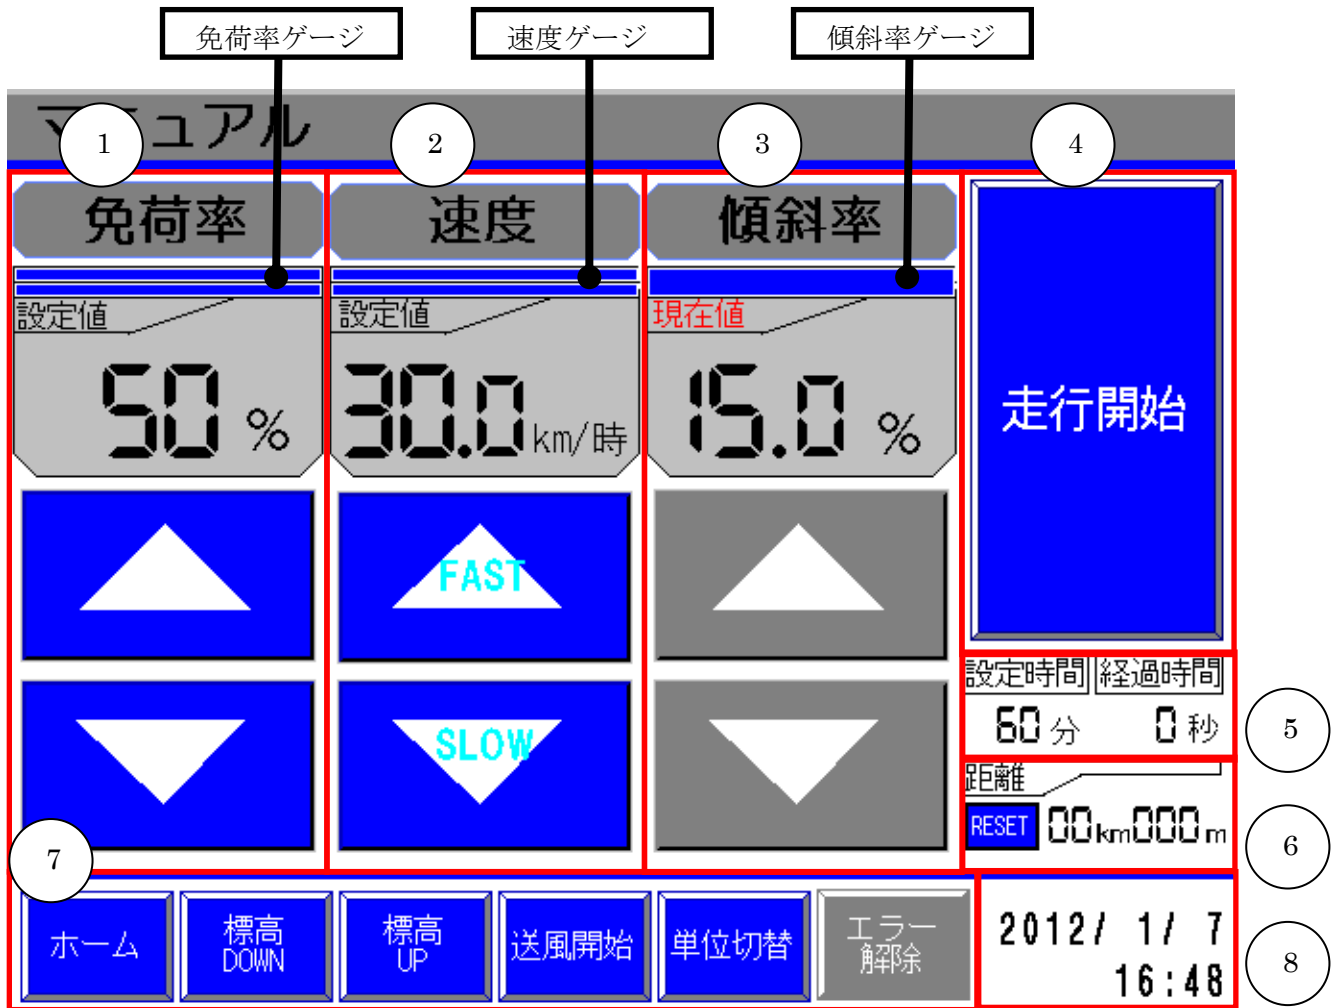 免荷率ゲージ
速度ゲージ
傾斜率ゲージ
マニュアル
1
2
3
4
免荷率
速度
傾斜率
設定値
設定値
現在値
50 %
30.0 km/時
15.0 %
走行開始
FAST
SLOW
設定時間 経過時間
60 分 0 秒
5
距離
RESET 00 km 000 m
6
7
ホーム
標高
DOWN
標高
UP
送風開始
単位切替
エラー
解除
2012/ 1/ 7
16:48
8